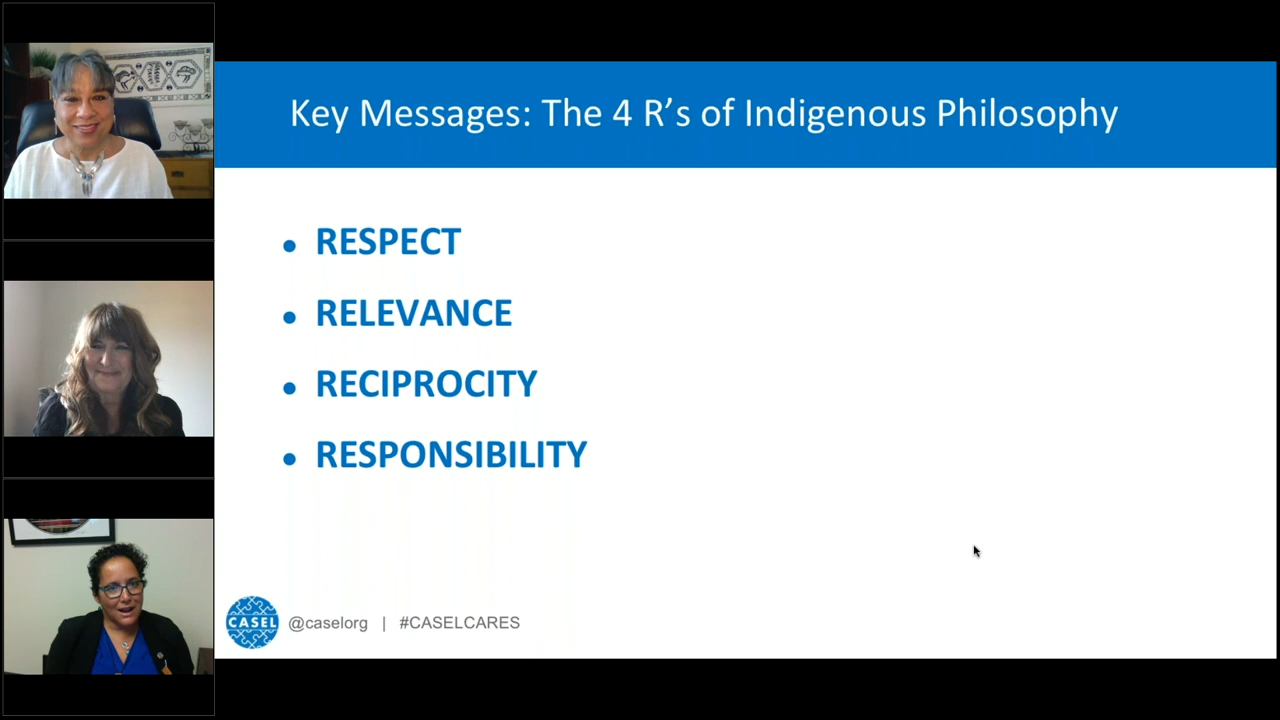 Key Messages: The 4 R’s of Indigenous Philosophy
• RESPECT
• RELEVANCE
• RECIPROCITY
• RESPONSIBILITY
CASEL @caselorg | #CASELCARES